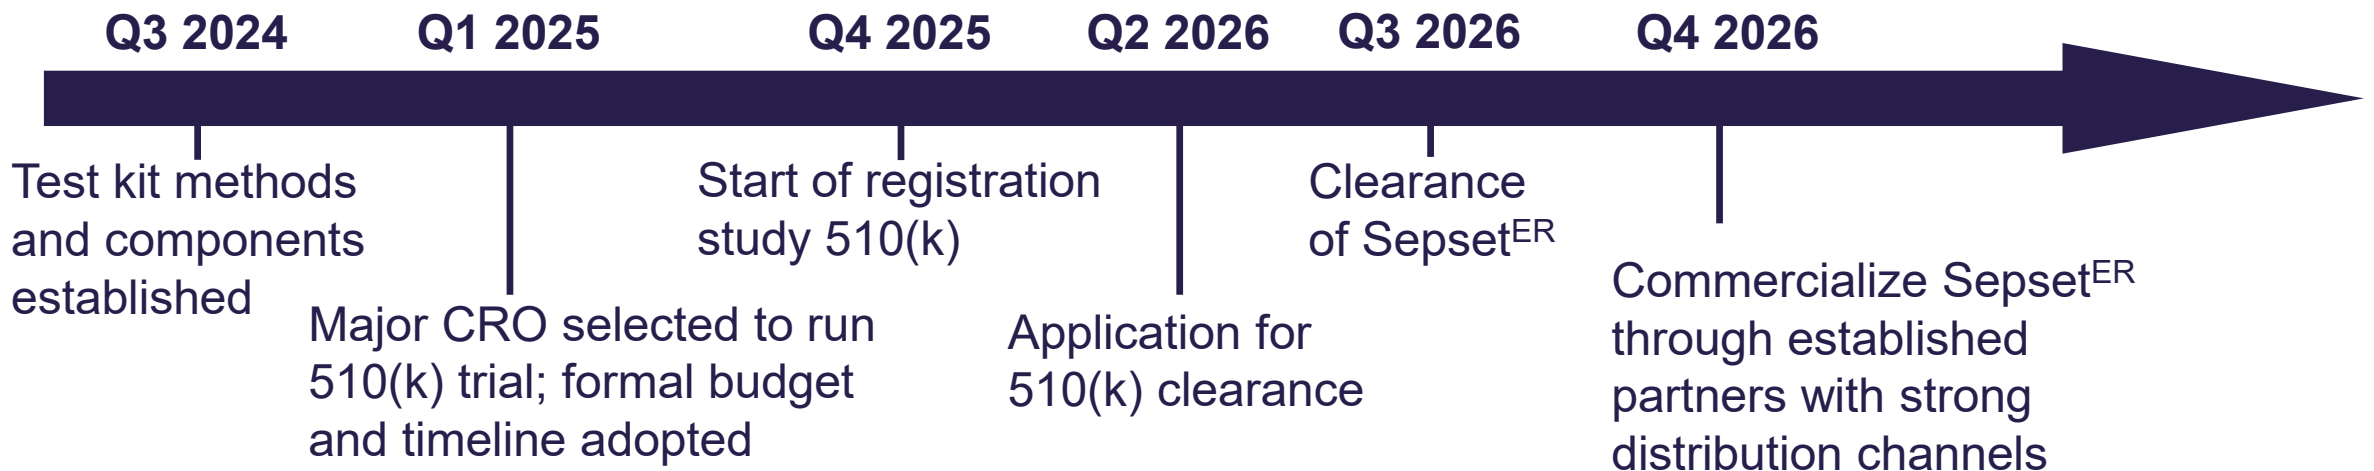 Q3 2024
Q1 2025
Q4 2025
Q2 2026
Q3 2026
Q4 2026
Test kit methods
and components
established
Major CRO selected to run
510(k) trial; formal budget
and timeline adopted
Start of registration
study 510(k)
Application for
510(k) clearance
Clearance
of Sepsetᴱᴿ
Commercialize Sepsetᴱᴿ
through established
partners with strong
distribution channels